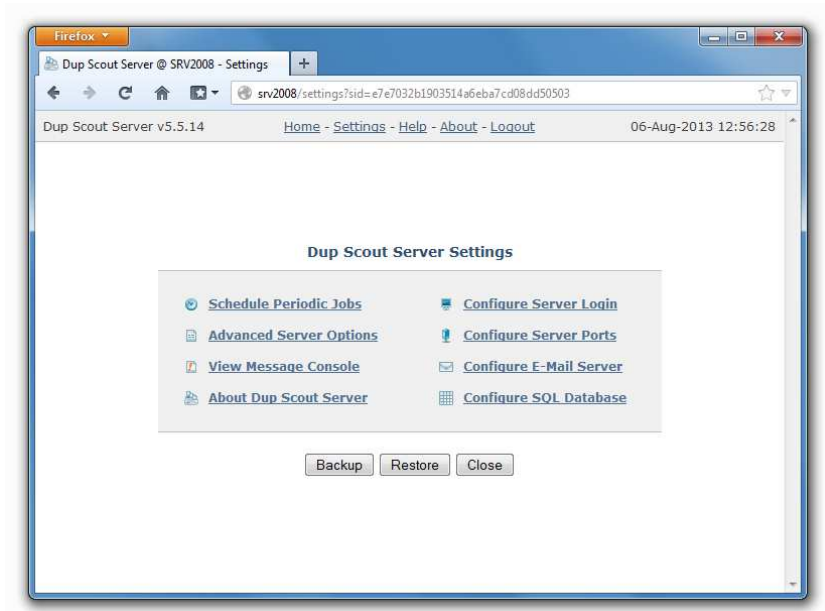 Firefox
Dup Scout Server @ SRV2008 - Settings
srv2008/settings?sid=e7e7032b1903514a6eba7cd08dd50503
Dup Scout Server v5.5.14 Home - Settings - Help - About - Logout 06-Aug-2013 12:56:28
Dup Scout Server Settings
Schedule Periodic Jobs Configure Server Login
Advanced Server Options Configure Server Ports
View Message Console Configure E-Mail Server
About Dup Scout Server Configure SQL Database
Backup Restore Close